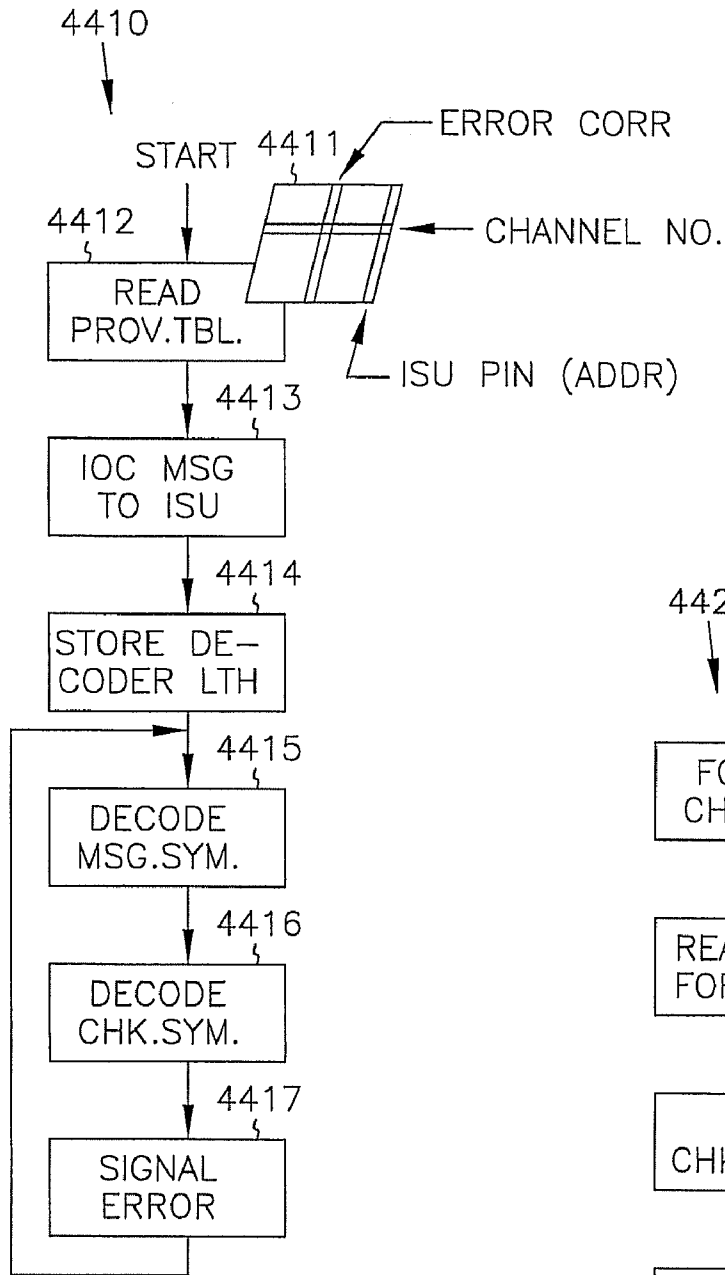 4410
START
4411
ERROR CORR
4412
CHANNEL NO.
READ
PROV.TBL.
ISU PIN (ADDR)
4413
IOC MSG
TO ISU
4414
STORE DE-
CODER LTH
4415
DECODE
MSG.SYM.
4416
DECODE
CHK.SYM.
4417
SIGNAL
ERROR